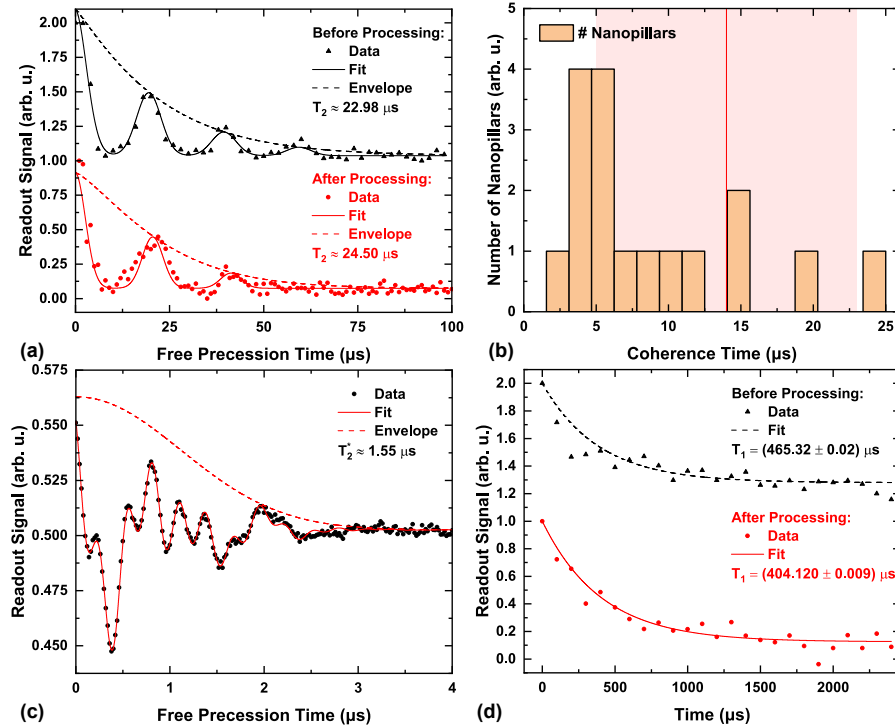 2.00
1.75
1.50
1.25
1.00
0.75
0.50
0.25
0.00
Readout Signal (arb. u.)
Before Processing:
Data
Fit
Envelope
T₂ ≈ 22.98 µs
After Processing:
Data
Fit
Envelope
T₂ ≈ 24.50 µs
0 25 50 75 100
(a)
Free Precession Time (µs)
5
4
3
2
1
0
Number of Nanopillars
# Nanopillars
0 5 10 15 20 25
(b)
Coherence Time (µs)
0.550
0.525
0.500
0.475
0.450
Readout Signal (arb. u.)
Data
Fit
Envelope
T₂* ≈ 1.55 µs
0 1 2 3 4
(c)
Free Precession Time (µs)
2.0
1.8
1.6
1.4
1.2
1.0
0.8
0.6
0.4
0.2
0.0
Readout Signal (arb. u.)
Before Processing:
Data
Fit
T₁ = (465.32 ± 0.02) µs
After Processing:
Data
Fit
T₁ = (404.120 ± 0.009) µs
0 500 1000 1500 2000
(d)
Time (µs)